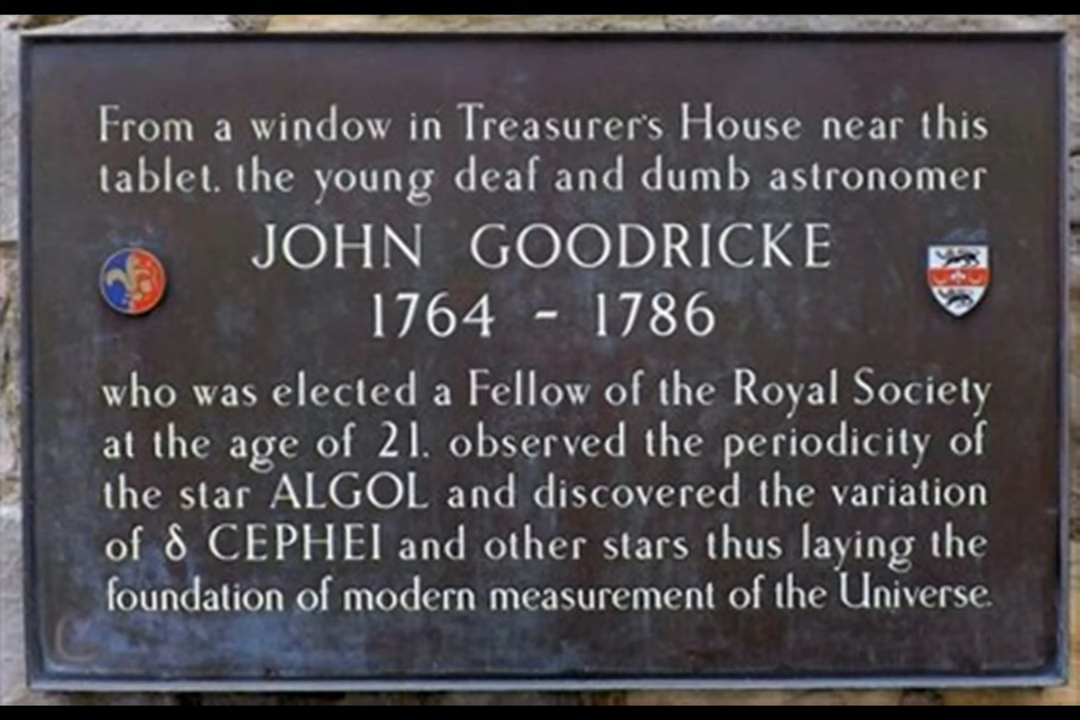 From a window in Treasurer's House near this
tablet. the young deaf and dumb astronomer
JOHN GOODRICKE
1764 - 1786
who was elected a Fellow of the Royal Society
at the age of 21. observed the periodicity of
the star ALGOL and discovered the variation
of δ CEPHEI and other stars thus laying the
foundation of modern measurement of the Universe.